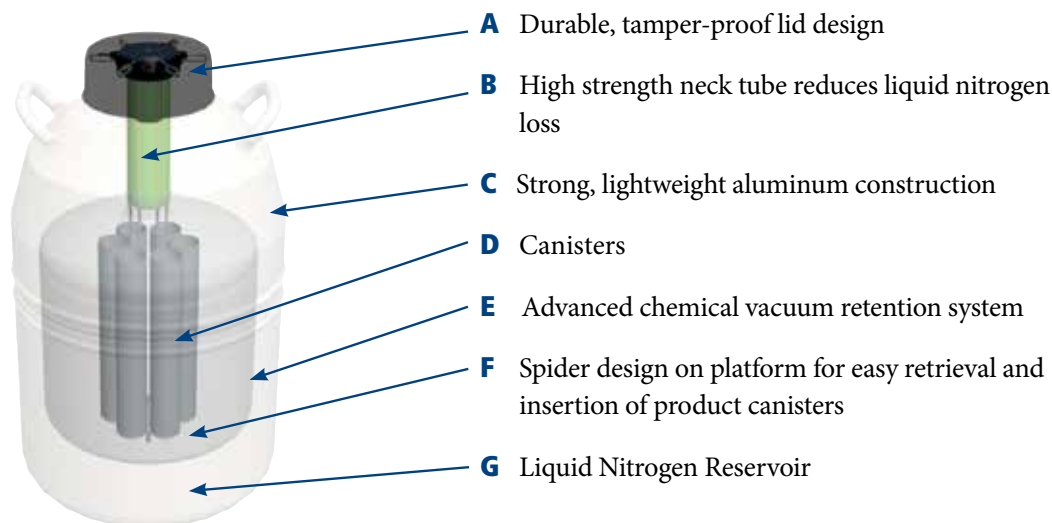 A Durable, tamper-proof lid design
B High strength neck tube reduces liquid nitrogen
loss
C Strong, lightweight aluminum construction
D Canisters
E Advanced chemical vacuum retention system
F Spider design on platform for easy retrieval and
insertion of product canisters
G Liquid Nitrogen Reservoir